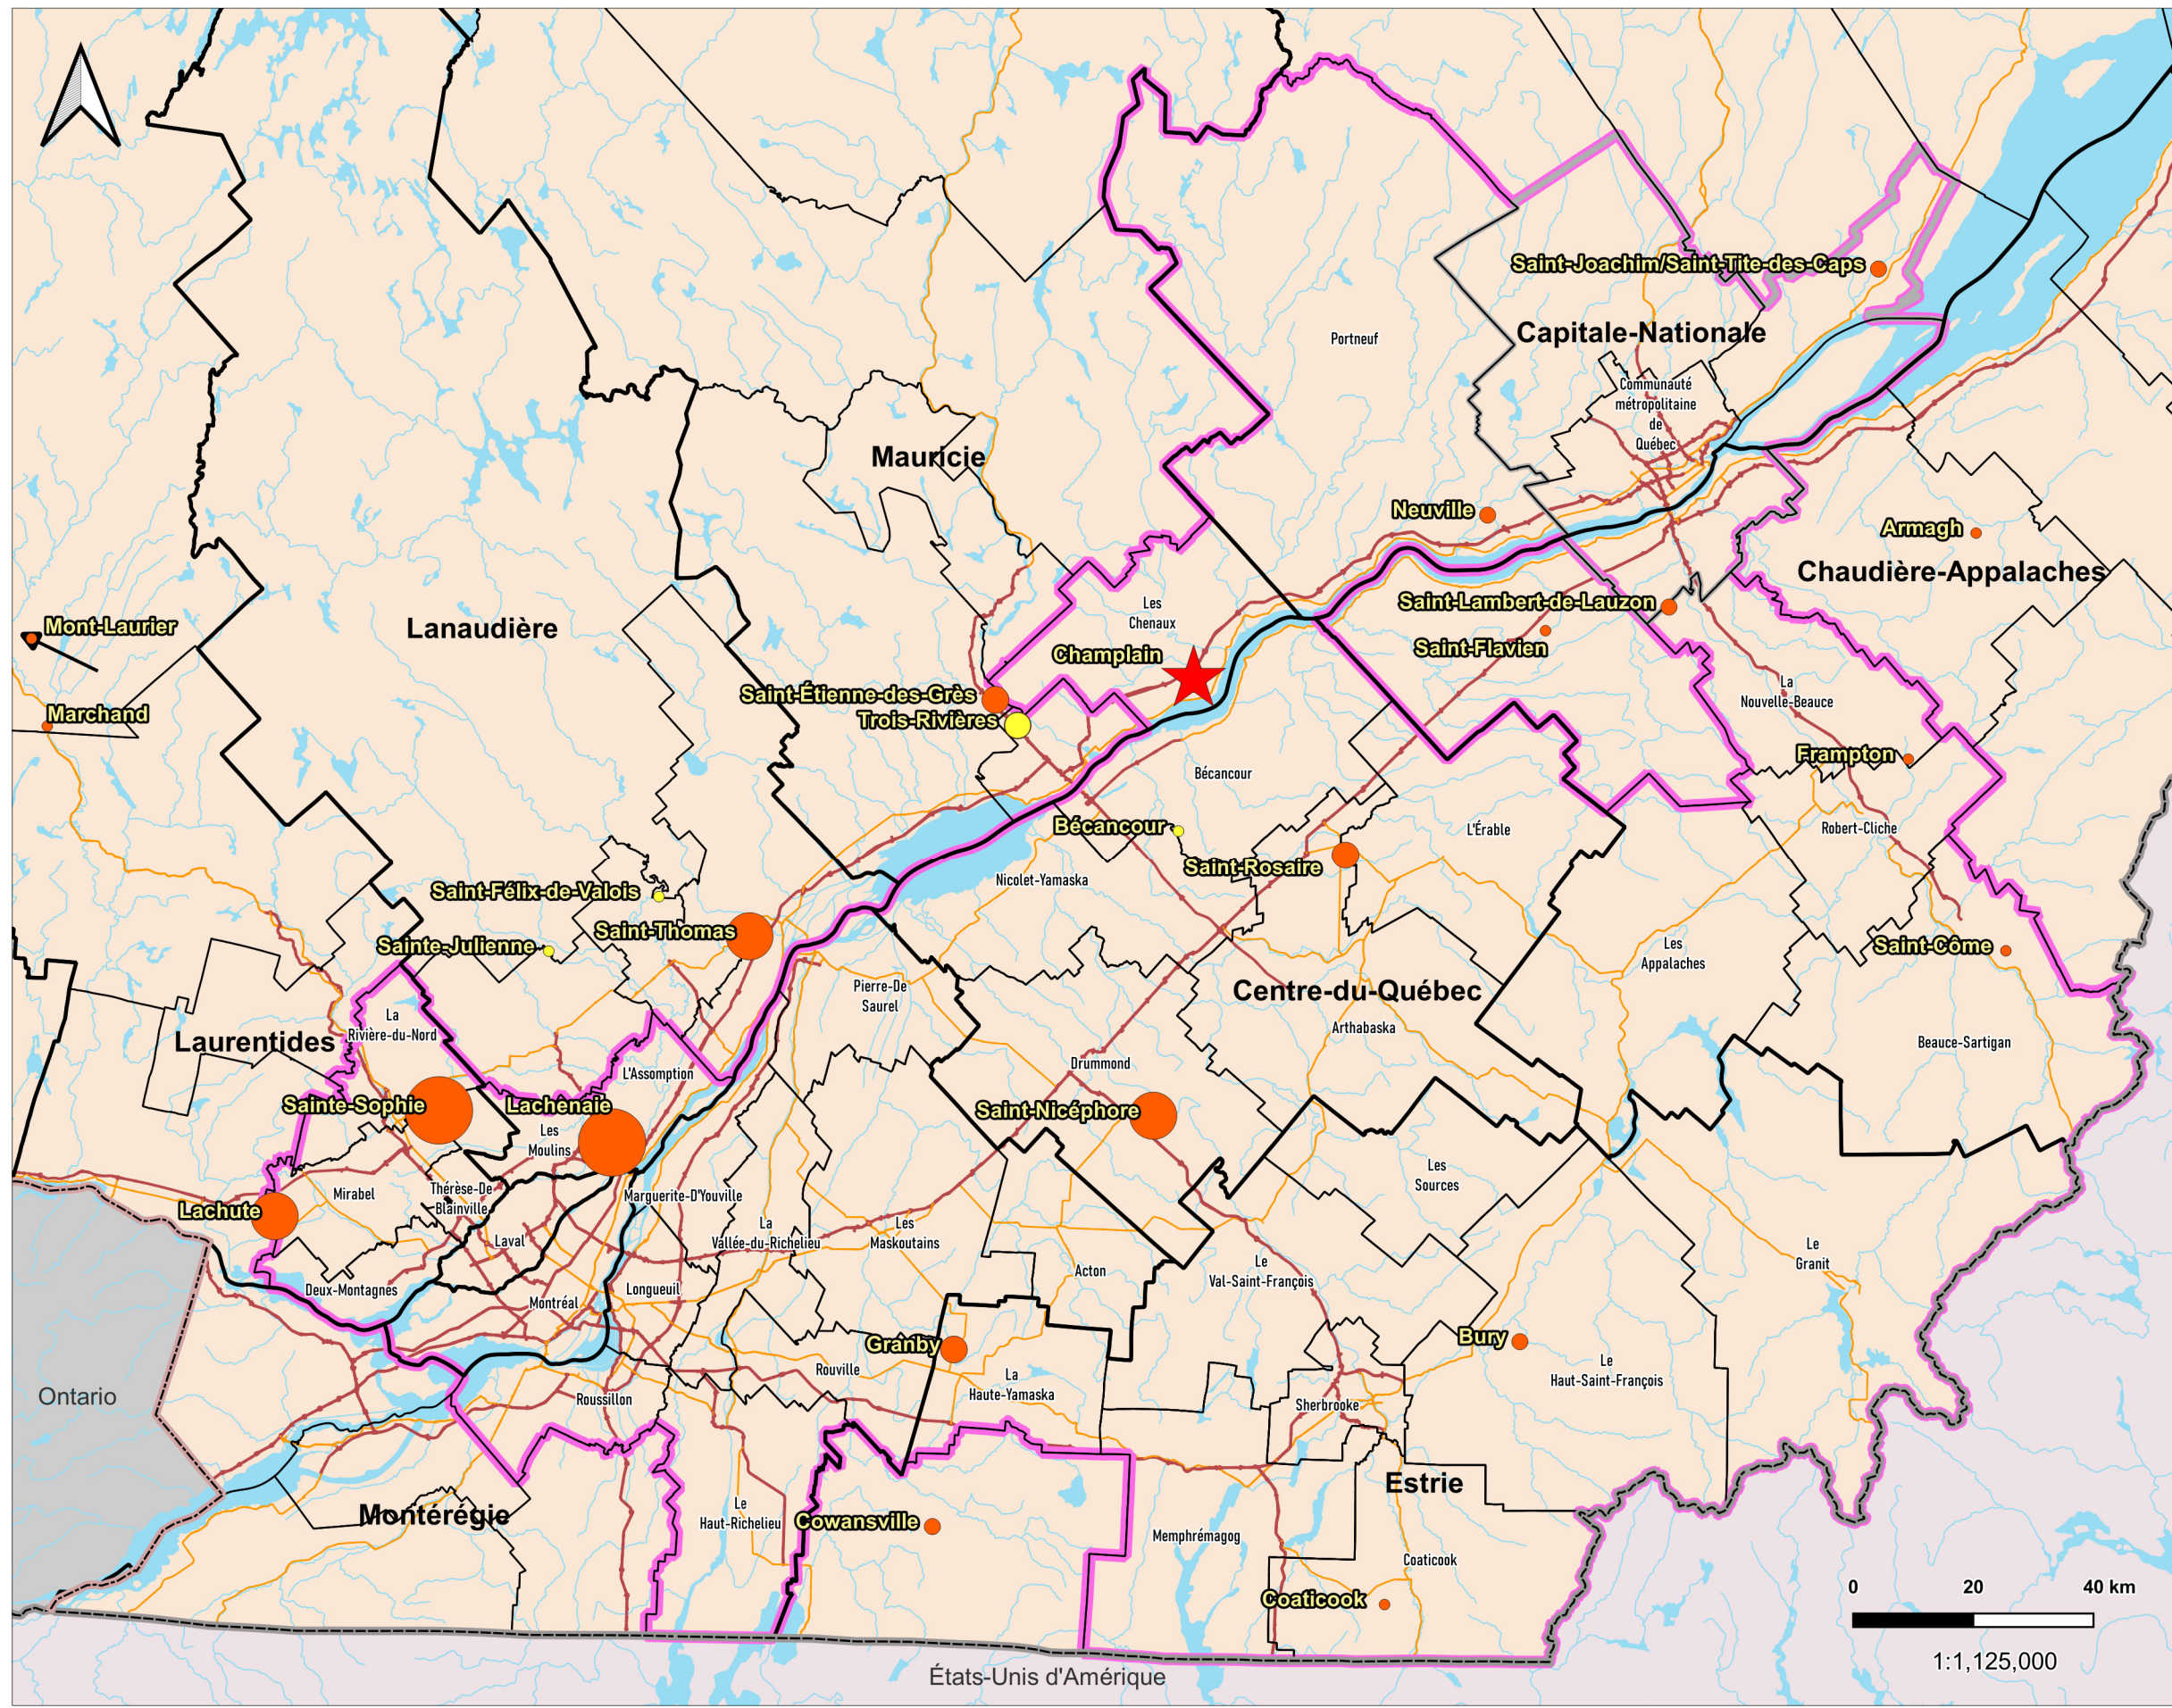 Saint-Joachim/Saint-Tite-des-Caps
Capitale-Nationale
Portneuf
Communauté
métropolitaine
de
Québec
Mauricie
Neuville
Armagh
Chaudière-Appalaches
Mont-Laurier
Lanaudière
Les
Chenaux
Saint-Lambert-de-Lauzon
Saint-Flavien
Champlain
La
Nouvelle-Beauce
Saint-Étienne-des-Grès
Trois-Rivières
Marchand
Frampton
Bécancour
Bécancour
L'Érable
Robert-Cliche
Saint-Rosaire
Nicolet-Yamaska
Saint-Félix-de-Valois
Saint-Thomas
Sainte-Julienne
Saint-Côme
Les
Appalaches
Centre-du-Québec
Pierre-De
Saurel
Arthabaska
La
Rivière-du-Nord
Laurentides
Beauce-Sartigan
L'Assomption
Drummond
Sainte-Sophie
Lachenaie
Saint-Nicéphore
Les
Moulins
Les
Sources
Mirabel
Thérèse-De
Blainville
Marguerite-D'Youville
Lachute
Laval
La
Vallée-du-Richelieu
Les
Maskoutains
Le
Granit
Le
Val-Saint-François
Acton
Deux-Montagnes
Longueuil
Montréal
Granby
Bury
Rouville
La
Haute-Yamaska
Le
Haut-Saint-François
Ontario
Roussillon
Sherbrooke
Estrie
Montérégie
Le
Haut-Richelieu
Cowansville
Memphrémagog
Coaticook
Coaticook
0 20 40 km
1:1,125,000
États-Unis d'Amérique